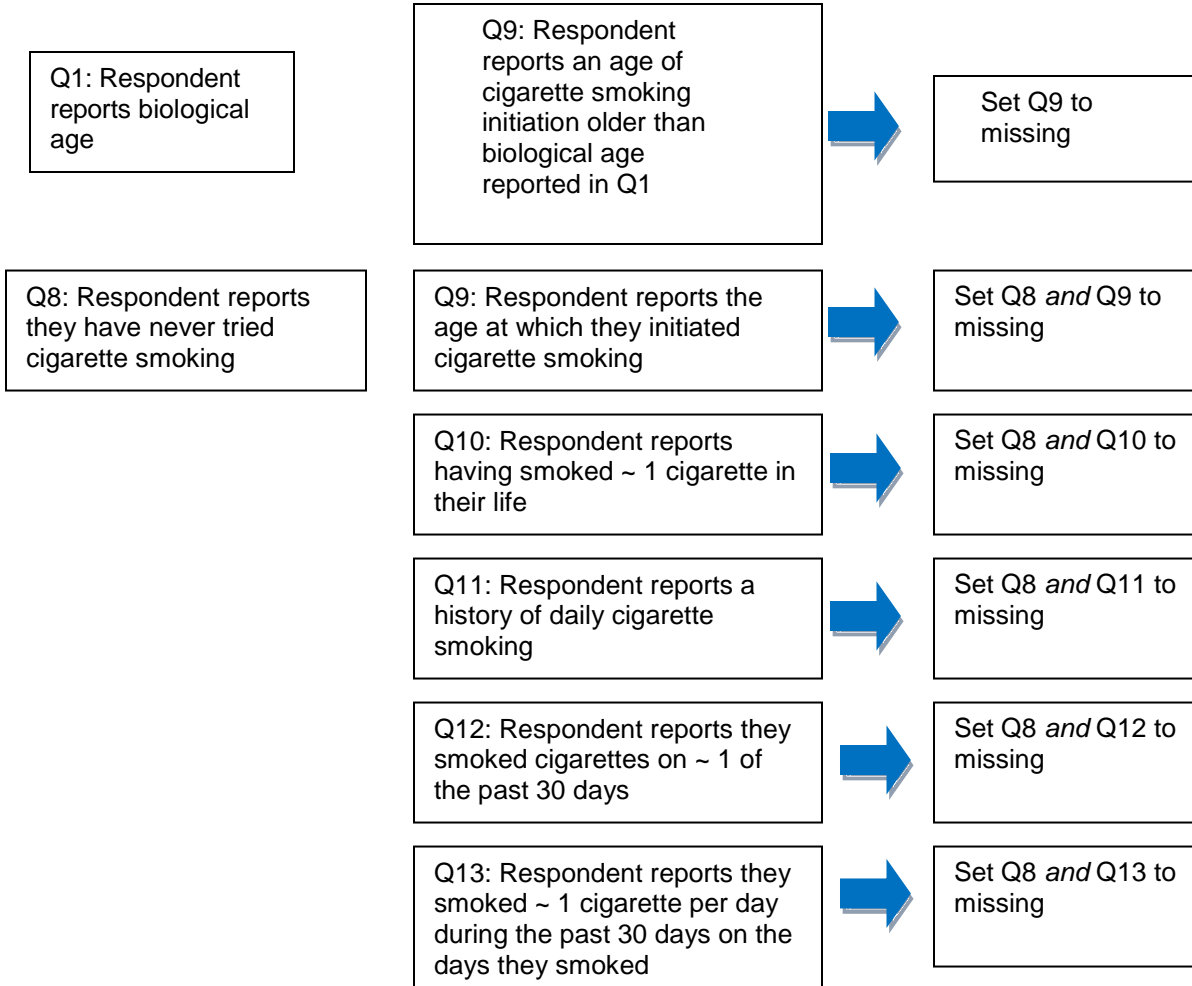 Q1: Respondent
reports biological
age
Q9: Respondent
reports an age of
cigarette smoking
initiation older than
biological age
reported in Q1
Set Q9 to
missing
Q8: Respondent reports
they have never tried
cigarette smoking
Q9: Respondent reports the
age at which they initiated
cigarette smoking
Set Q8 and Q9 to
missing
Q10: Respondent reports
having smoked ~ 1 cigarette in
their life
Set Q8 and Q10 to
missing
Q11: Respondent reports a
history of daily cigarette
smoking
Set Q8 and Q11 to
missing
Q12: Respondent reports they
smoked cigarettes on ~ 1 of
the past 30 days
Set Q8 and Q12 to
missing
Q13: Respondent reports they
smoked ~ 1 cigarette per day
during the past 30 days on the
days they smoked
Set Q8 and Q13 to
missing